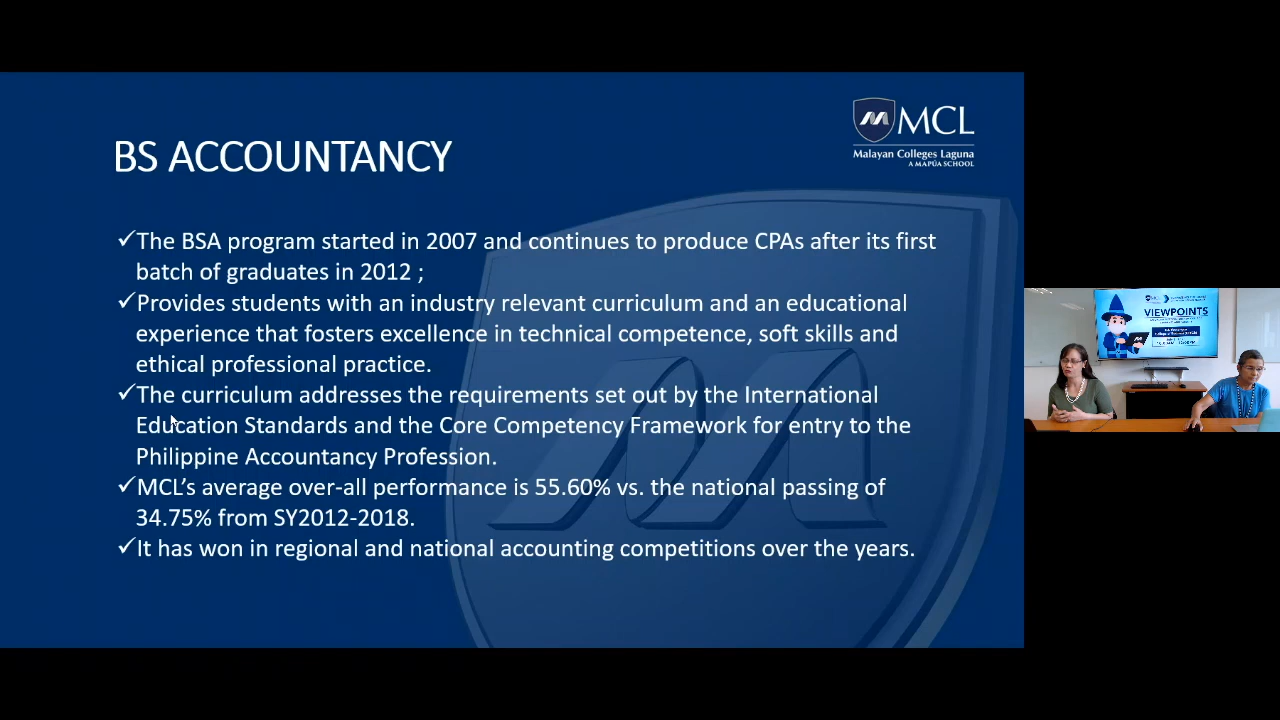 MCL
Malayan Colleges Laguna
A MAPÚA SCHOOL
BS ACCOUNTANCY
✓The BSA program started in 2007 and continues to produce CPAs after its first
batch of graduates in 2012 ;
✓Provides students with an industry relevant curriculum and an educational
experience that fosters excellence in technical competence, soft skills and
ethical professional practice.
✓The curriculum addresses the requirements set out by the International
Education Standards and the Core Competency Framework for entry to the
Philippine Accountancy Profession.
✓MCL's average over-all performance is 55.60% vs. the national passing of
34.75% from SY2012-2018.
✓It has won in regional and national accounting competitions over the years.
MCL
VIEWPOINTS